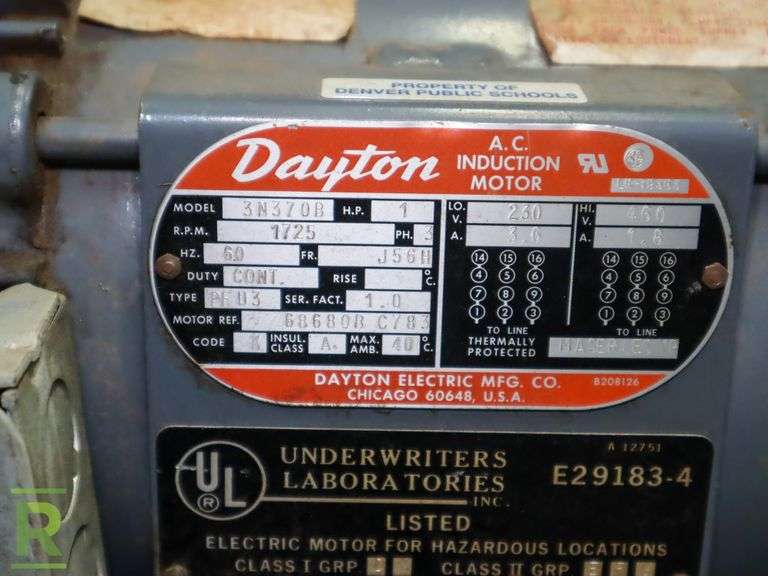 PROPERTY OF
DENVER PUBLIC SCHOOLS
Dayton
A.C.
INDUCTION
MOTOR
MODEL 3N370B H.P. 1
R.P.M. 1725 PH. 3
HZ. 60 FR. J56H
DUTY CONT. RISE °C.
TYPE SER. FACT. 1.0
MOTOR REF. 68680B C/83
CODE K INSUL. CLASS A. MAX. AMB. 40 °C.
LO. V. 230 HI. V. 460
A. 3.6 A. 1.8
14 15 16 14 15 16
4 5 6 4 5 6
7 8 9 7 8 9
1 2 3 1 2 3
TO LINE TO LINE
THERMALLY
PROTECTED
DAYTON ELECTRIC MFG. CO. B208126
CHICAGO 60648, U.S.A.
UL ®
UNDERWRITERS
LABORATORIES
INC.
A 12751
E29183-4
LISTED
ELECTRIC MOTOR FOR HAZARDOUS LOCATIONS
CLASS I GRP CLASS II GRP
R